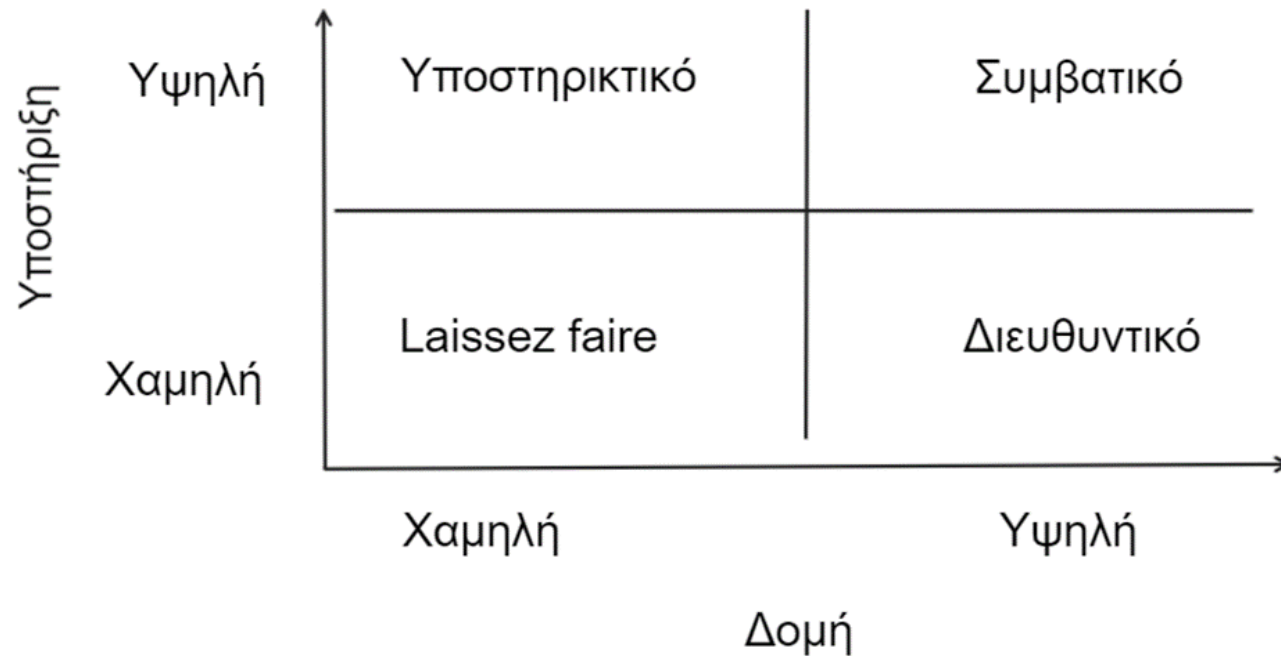 Υποστήριξη
Υψηλή
Υποστηρικτικό
Συμβατικό
Χαμηλή
Laissez faire
Διευθυντικό
Χαμηλή
Υψηλή
Δομή